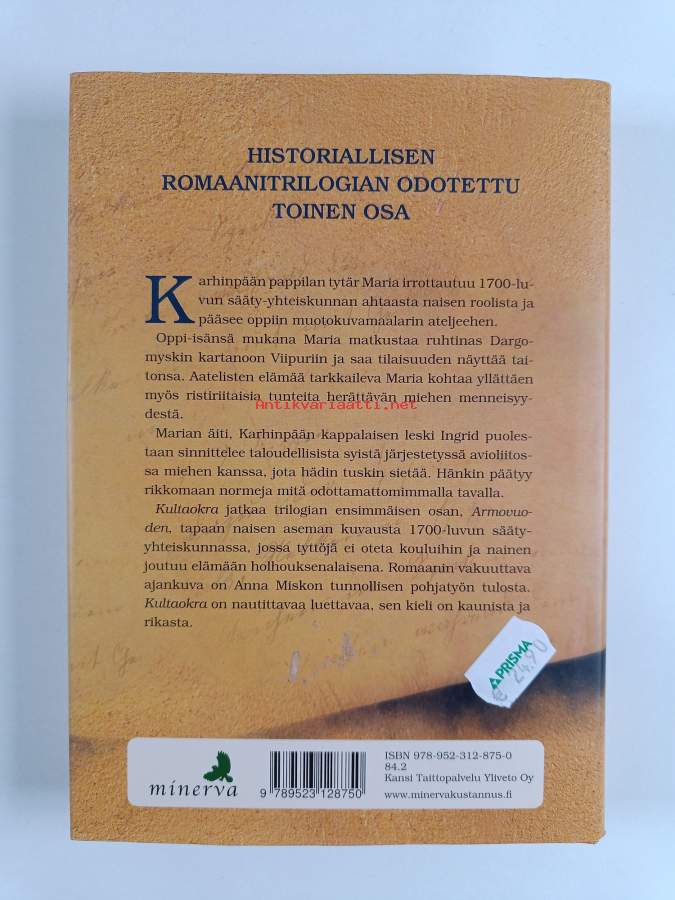 HISTORIALLISEN
ROMAANITRILOGIAN ODOTETTU
TOINEN OSA
Karhinpään pappilan tytär Maria irrottautuu 1700-lu-
vun sääty-yhteiskunnan ahtaasta naisen roolista ja
pääsee oppiin muotokuvamaalarin ateljeehen.
Oppi-isänsä mukana Maria matkustaa ruhtinas Dargo-
myskin kartanoon Viipuriin ja saa tilaisuuden näyttää tai-
tonsa. Aatelisten elämää tarkkaileva Maria kohtaa yllättäen
myös ristiriitaisia tunteita herättävän miehen menneisyy-
destä.
Antikvariaatti.net
Marian äiti, Karhinpään kappalaisen leski Ingrid puoles-
taan sinnittelee taloudellisista syistä järjestetyssä avioliitos-
sa miehen kanssa, jota hädin tuskin sietää. Hänkin päätyy
rikkomaan normeja mitä odottamattomimmalla tavalla.
Kultaokra jatkaa trilogian ensimmäisen osan, Armovuo-
den, tapaan naisen aseman kuvausta 1700-luvun sääty-
yhteiskunnassa, jossa tyttöjä ei oteta kouluihin ja nainen
joutuu elämään holhouksenalaisena. Romaanin vakuuttava
ajankuva on Anna Miskon tunnollisen pohjatyön tulosta.
Kultaokra on nautittavaa luettavaa, sen kieli on kaunista ja
rikasta.
PRISMA
€ 24.90
minerva
9 789523 128750
ISBN 978-952-312-875-0
84.2
Kansi Taittopalvelu Yliveto Oy
www.minervakustannus.fi